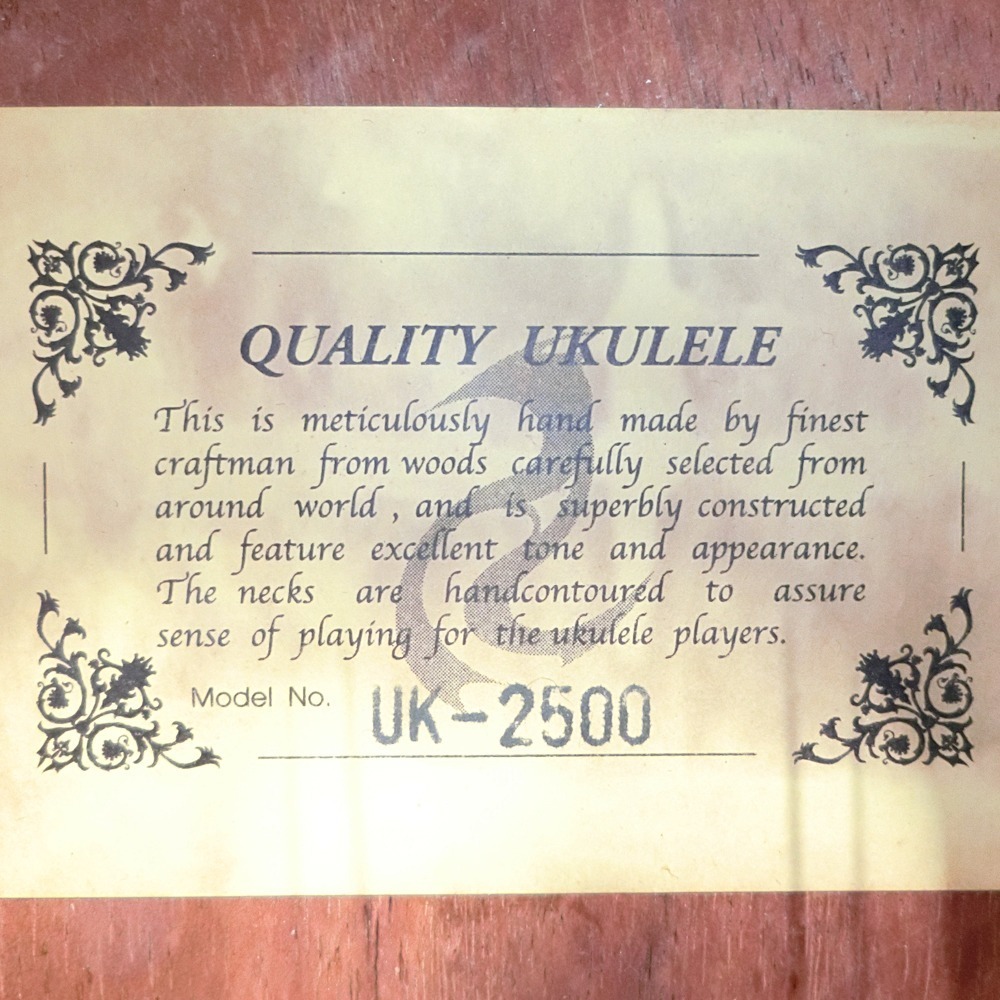 QUALITY UKULELE
This is meticulously hand made by finest
craftman from woods carefully selected from
around world , and is superbly constructed
and feature excellent tone and appearance.
The necks are handcontoured to assure
sense of playing for the ukulele players.
Model No. UK-2500